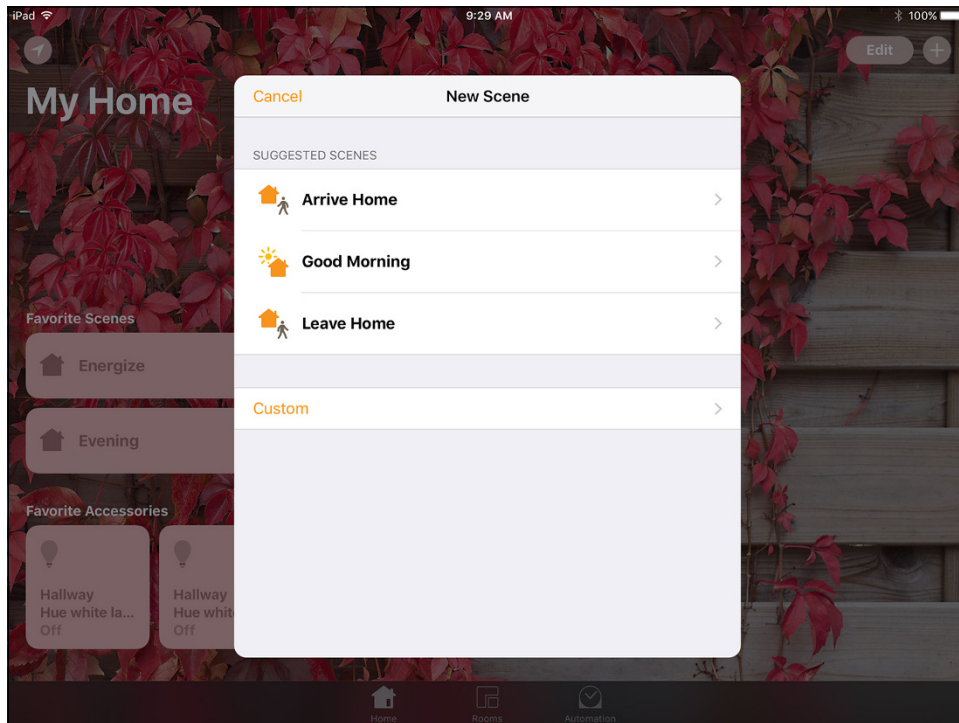 iPad
9:29 AM
100%
Edit
My Home
Cancel
New Scene
SUGGESTED SCENES
Arrive Home
Good Morning
Leave Home
Custom
Favorite Scenes
Energize
Evening
Favorite Accessories
Hallway
Hue white la...
Off
Hallway
Hue whit
Off
Home
Rooms
Automation